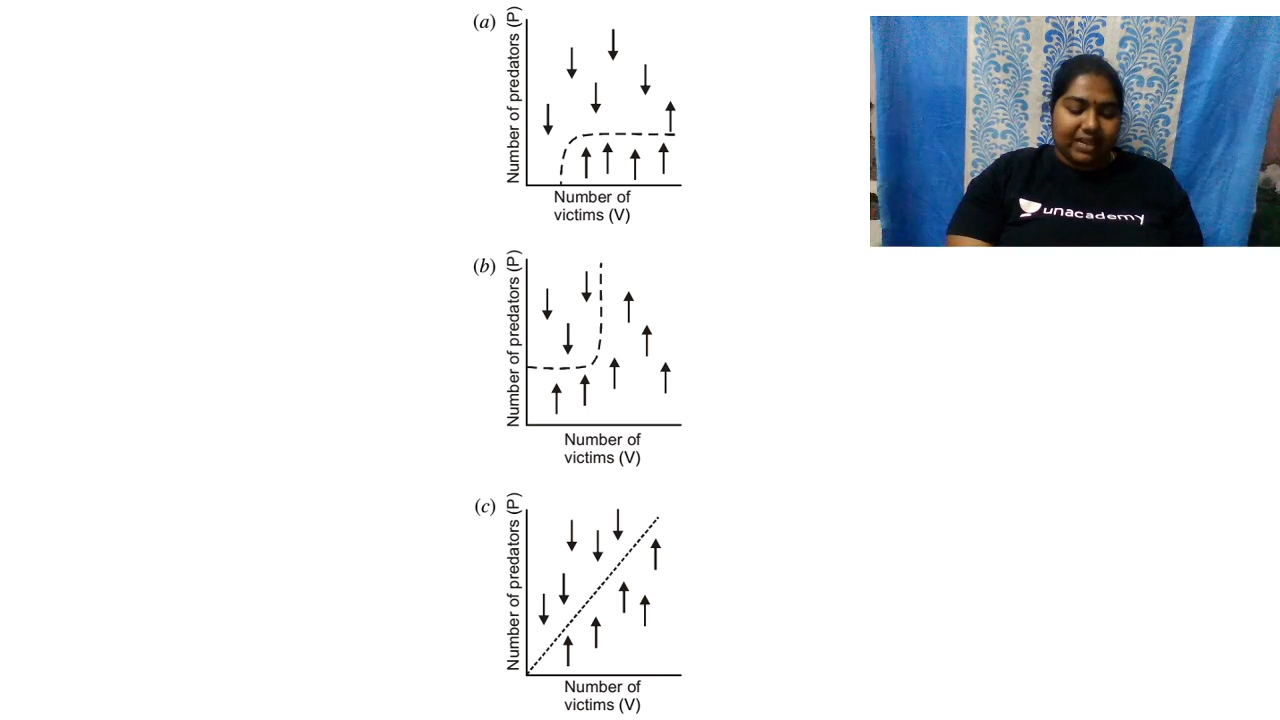 (a)
Number of predators (P)
Number of
victims (V)
unacademy
(b)
Number of predators (P)
Number of
victims (V)
(c)
Number of predators (P)
Number of
victims (V)